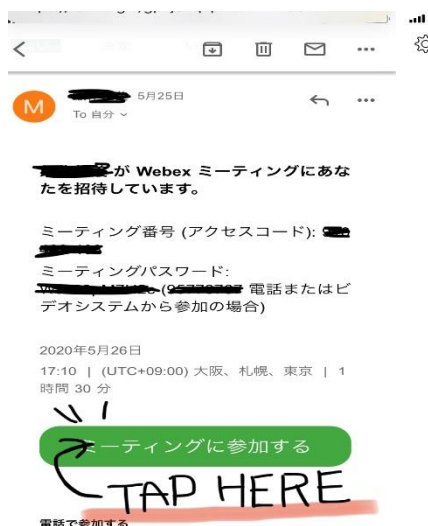 M
5月25日
To 自分
が Webex ミーティングにあな
たを招待しています。
ミーティング番号 (アクセスコード):
ミーティングパスワード:
電話またはビ
デオシステムから参加の場合)
2020年5月26日
17:10 | (UTC+09:00) 大阪、札幌、東京 | 1
時間 30 分
ミーティングに参加する
TAP HERE
電話で参加する